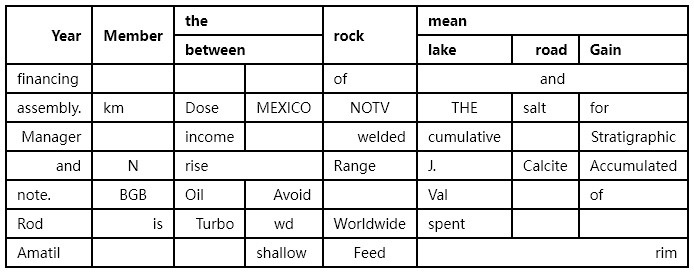 Year Member the rock mean
between lake road Gain
financing of and
assembly. km Dose MEXICO NOTV THE salt for
Manager income welded cumulative Stratigraphic
and N rise Range J. Calcite Accumulated
note. BGB Oil Avoid Val of
Rod is Turbo wd Worldwide spent
Amatil shallow Feed rim